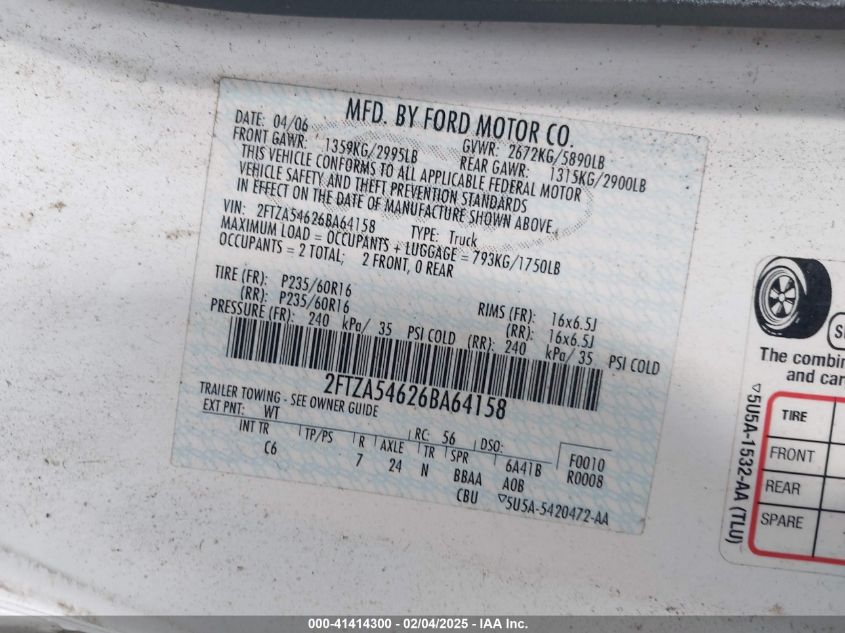 MFD. BY FORD MOTOR CO.
DATE: 04/06 GVWR: 2672KG/5890LB
FRONT GAWR: 1359KG/2995LB REAR GAWR: 1315KG/2900LB
THIS VEHICLE CONFORMS TO ALL APPLICABLE FEDERAL MOTOR
VEHICLE SAFETY AND THEFT PREVENTION STANDARDS
IN EFFECT ON THE DATE OF MANUFACTURE SHOWN ABOVE.
VIN: 2FTZA54626BA64158 TYPE: Truck
MAXIMUM LOAD = OCCUPANTS + LUGGAGE = 793KG/1750LB
OCCUPANTS = 2 TOTAL; 2 FRONT, 0 REAR
TIRE (FR): P235/60R16 RIMS (FR): 16x6.5J
(RR): P235/60R16 (RR): 16x6.5J
PRESSURE (FR): 240 kPa/ 35 PSI COLD (RR): 240 kPa/ 35 PSI COLD
2FTZA54626BA64158
TRAILER TOWING - SEE OWNER GUIDE
EXT PNT: WT RC: 56 DSO: F0010
INT TR TP/PS R AXLE TR SPR 6A41B R0008
C6 7 24 N BBAA A0B
CBU ▽5U5A-5420472-AA
The combin
and car
TIRE
FRONT
REAR
SPARE
▽5U5A-1532-AA (TLU)
000-41414300 - 02/04/2025 - IAA Inc.